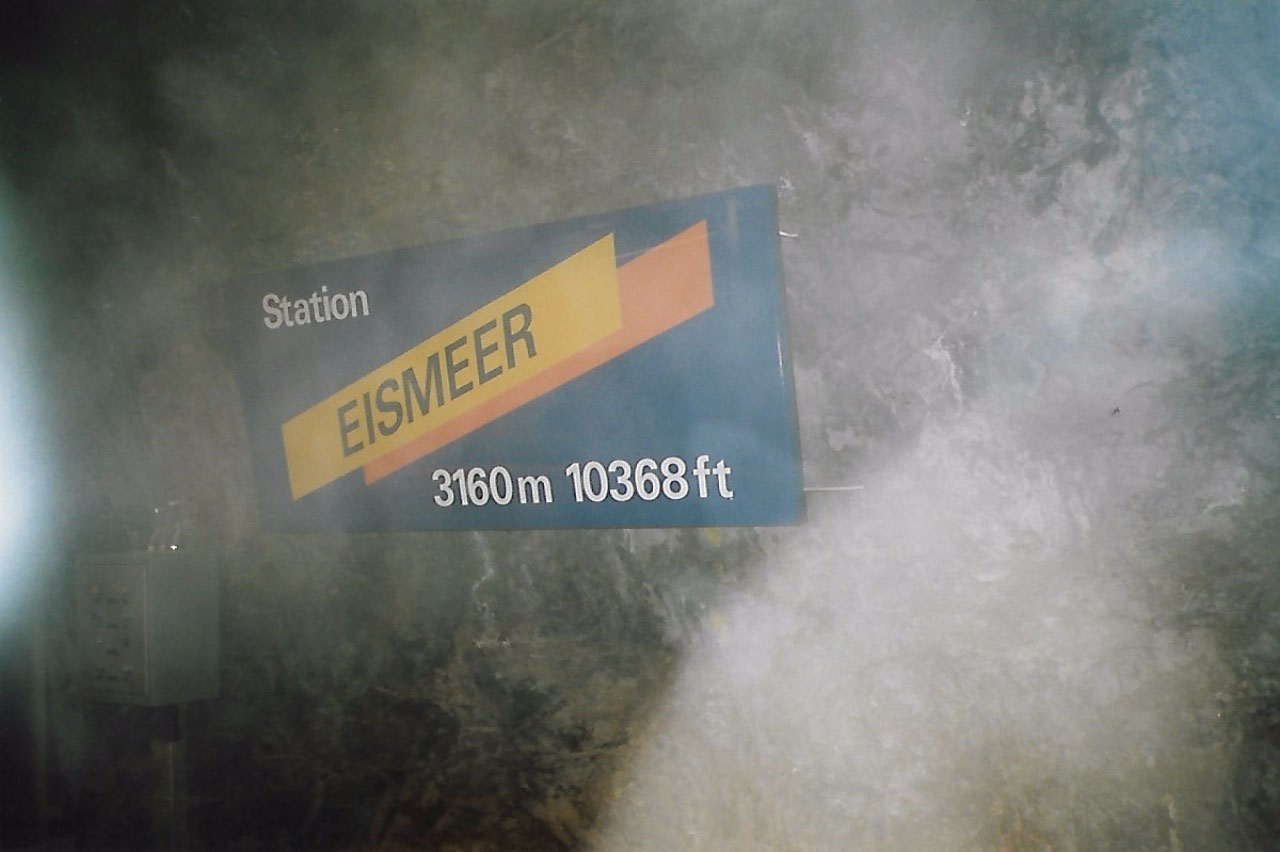 Station
EISMEER
3160m 10368ft